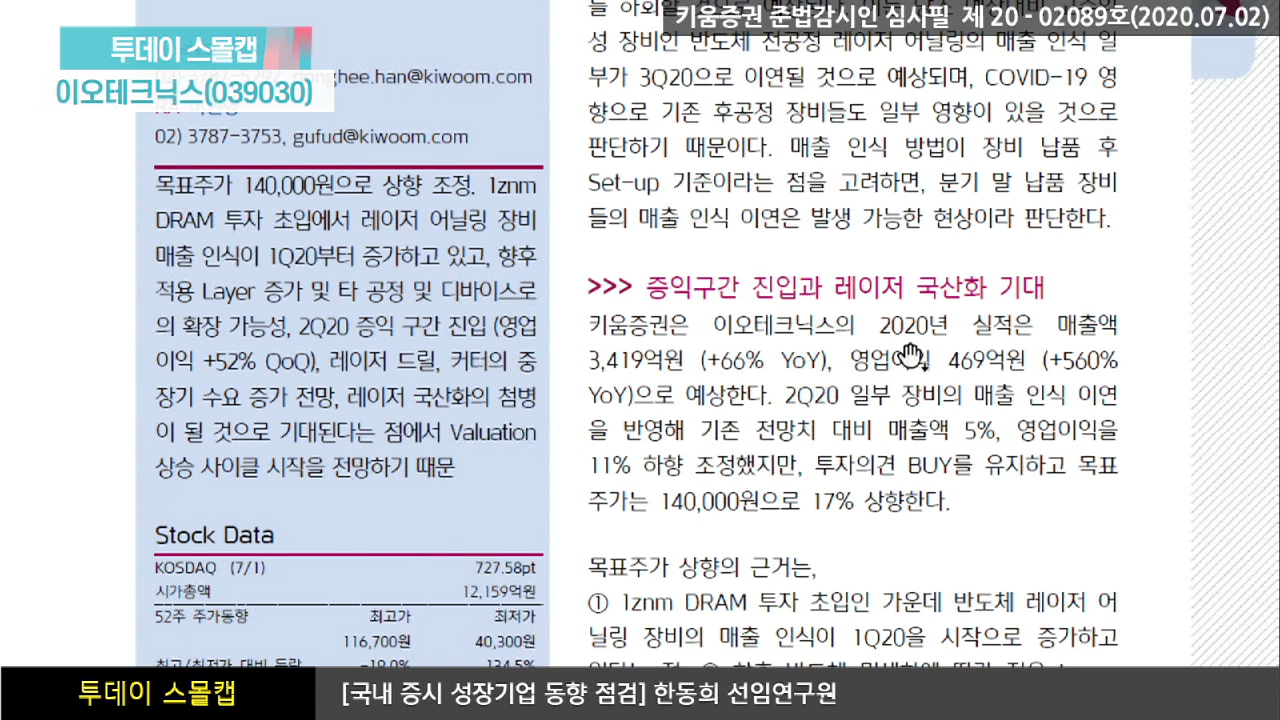 키움증권 준법감시인 심사필 제 20 - 02089호(2020.07.02)
투데이 스몰캡
이오테크닉스(039030)
donghee.han@kiwoom.com
02) 3787-3753, gufud@kiwoom.com
목표주가 140,000원으로 상향 조정. 1znm
DRAM 투자 초입에서 레이저 어닐링 장비
매출 인식이 1Q20부터 증가하고 있고, 향후
적용 Layer 증가 및 타 공정 및 디바이스로
의 확장 가능성, 2Q20 증익 구간 진입 (영업
이익 +52% QoQ), 레이저 드릴, 커터의 중
장기 수요 증가 전망, 레이저 국산화의 첨병
이 될 것으로 기대된다는 점에서 Valuation
상승 사이클 시작을 전망하기 때문
Stock Data
KOSDAQ (7/1) 727.58pt
시가총액 12,159억원
52주 주가동향 최고가 최저가
116,700원 40,300원
최고/최저가 대비 등락 -19.0% 134.5%
성 장비인 반도체 전공정 레이저 어닐링의 매출 인식 일
부가 3Q20으로 이연될 것으로 예상되며, COVID-19 영
향으로 기존 후공정 장비들도 일부 영향이 있을 것으로
판단하기 때문이다. 매출 인식 방법이 장비 납품 후
Set-up 기준이라는 점을 고려하면, 분기 말 납품 장비
들의 매출 인식 이연은 발생 가능한 현상이라 판단한다.
>>> 증익구간 진입과 레이저 국산화 기대
키움증권은 이오테크닉스의 2020년 실적은 매출액
3,419억원 (+66% YoY), 영업이익 469억원 (+560%
YoY)으로 예상한다. 2Q20 일부 장비의 매출 인식 이연
을 반영해 기존 전망치 대비 매출액 5%, 영업이익을
11% 하향 조정했지만, 투자의견 BUY를 유지하고 목표
주가는 140,000원으로 17% 상향한다.
목표주가 상향의 근거는,
① 1znm DRAM 투자 초입인 가운데 반도체 레이저 어
닐링 장비의 매출 인식이 1Q20을 시작으로 증가하고
투데이 스몰캡
[국내 증시 성장기업 동향 점검] 한동희 선임연구원